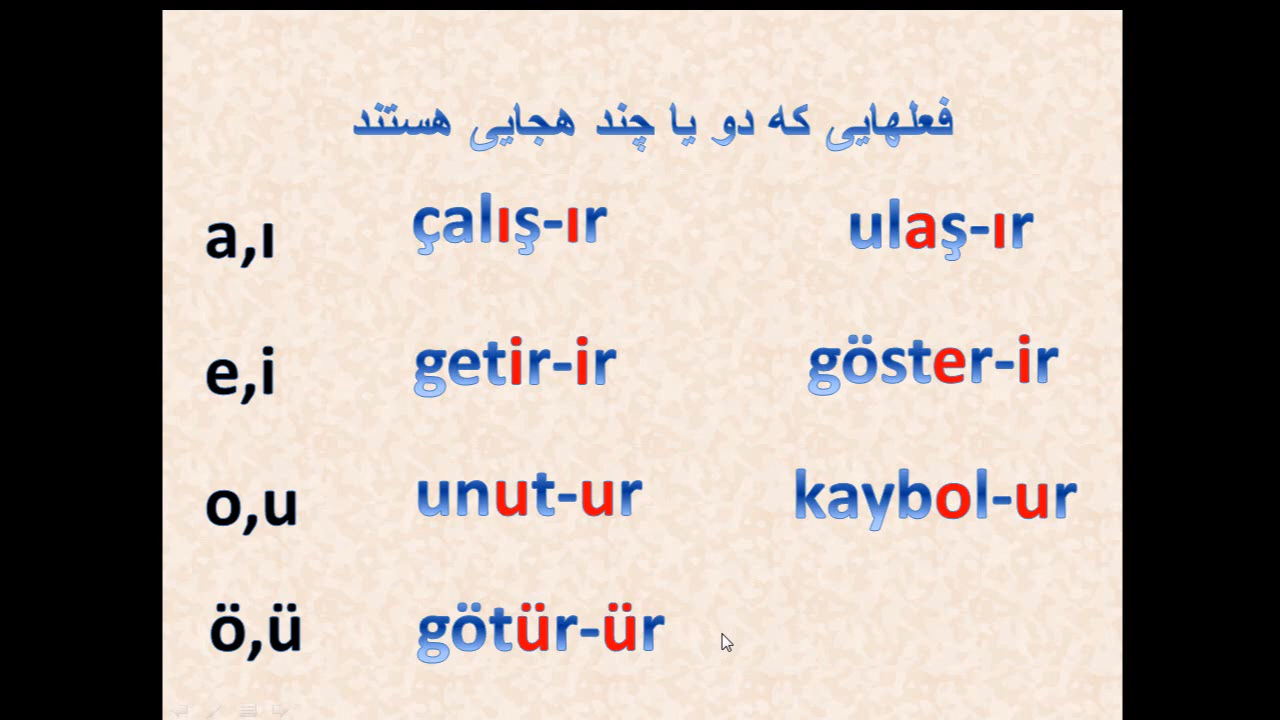 فعلهایی که دو یا چند هجایی هستند
a,ı çalış-ır ulaş-ır
e,i getir-ir göster-ir
o,u unut-ur kaybol-ur
ö,ü götür-ür